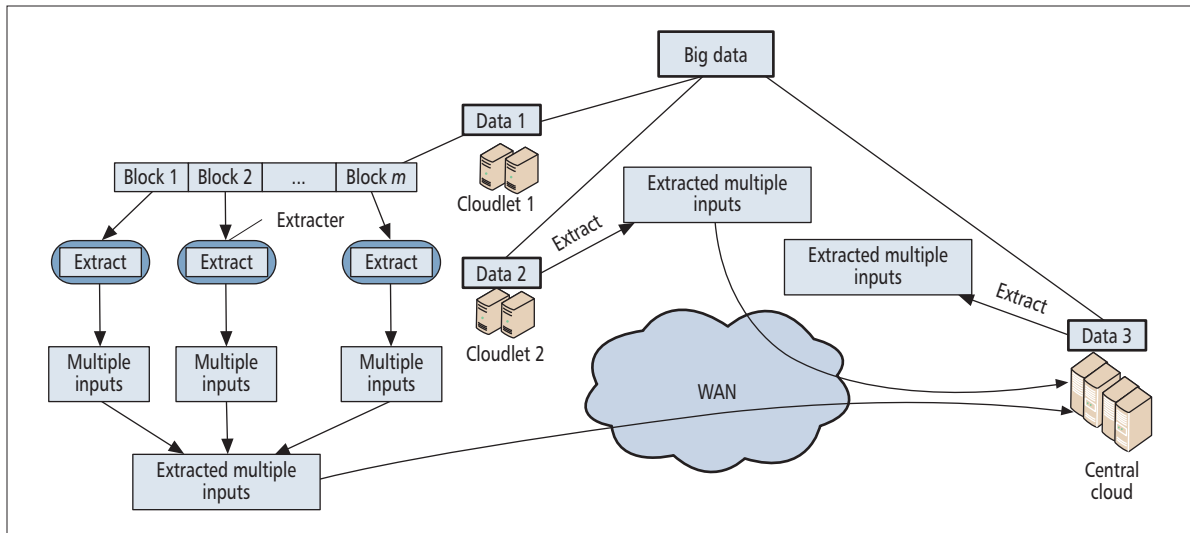 Big data
Data 1
Block 1 Block 2 ... Block m
Cloudlet 1
Extracted multiple
inputs
Extracter
Extract
Extract
Extract
Extract
Data 2
Extracted multiple
inputs
Extract
Cloudlet 2
Data 3
Multiple
inputs
Multiple
inputs
Multiple
inputs
WAN
Extracted multiple
inputs
Central
cloud